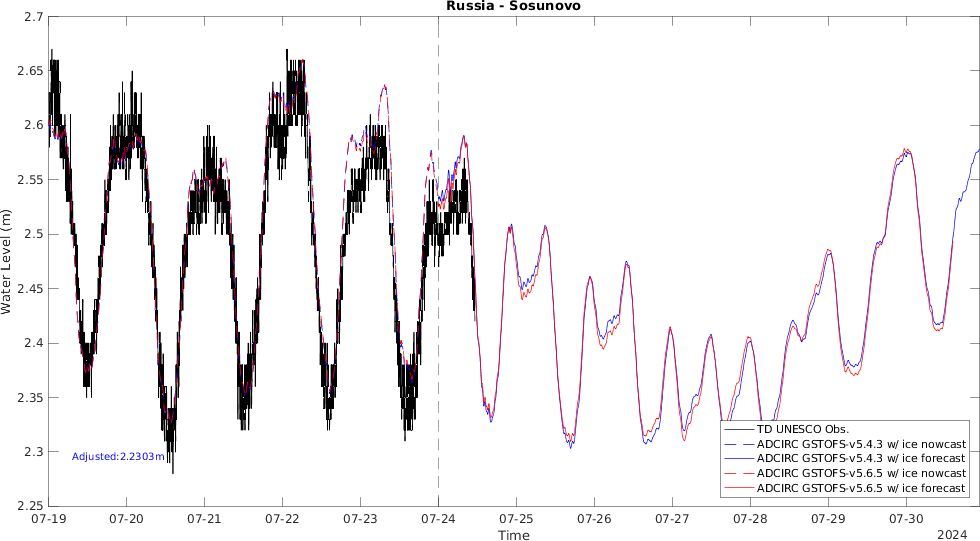 Russia - Sosunovo
2.7
2.65
2.6
2.55
2.5
2.45
2.4
2.35
2.3
2.25
Water Level (m)
Adjusted:2.2303m
TD UNESCO Obs.
ADCIRC GSTOFS-v5.4.3 w/ ice nowcast
ADCIRC GSTOFS-v5.4.3 w/ ice forecast
ADCIRC GSTOFS-v5.6.5 w/ ice nowcast
ADCIRC GSTOFS-v5.6.5 w/ ice forecast
07-19 07-20 07-21 07-22 07-23 07-24 07-25 07-26 07-27 07-28 07-29 07-30
Time
2024